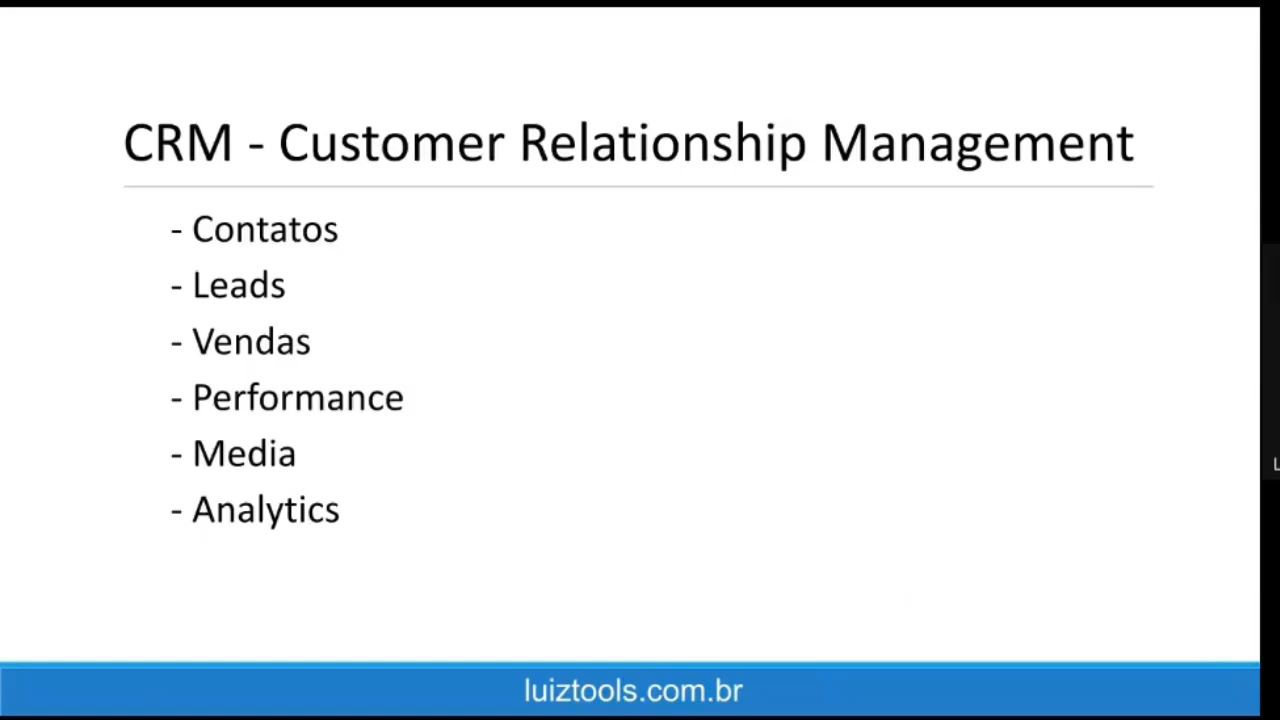 CRM - Customer Relationship Management
- Contatos
- Leads
- Vendas
- Performance
- Media
- Analytics
luiztools.com.br
L